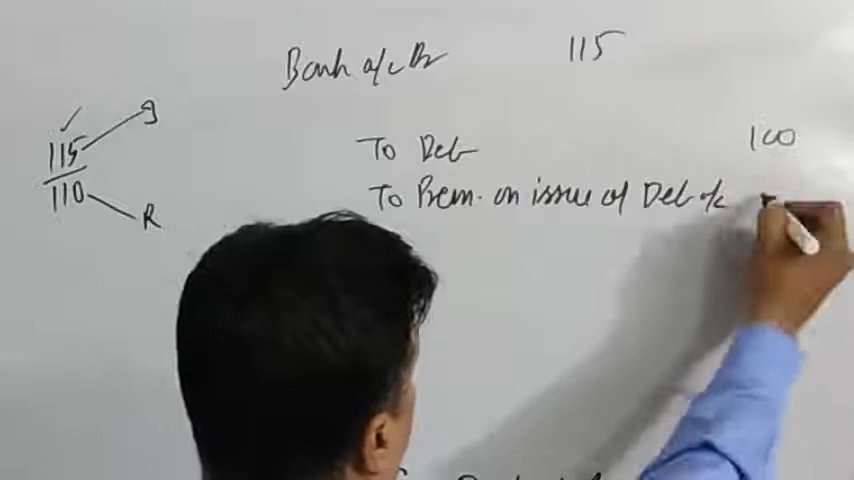 Bank a/c Dr 115
115 I
110 R
To Deb 100
To Prem. on issue of Deb a/c